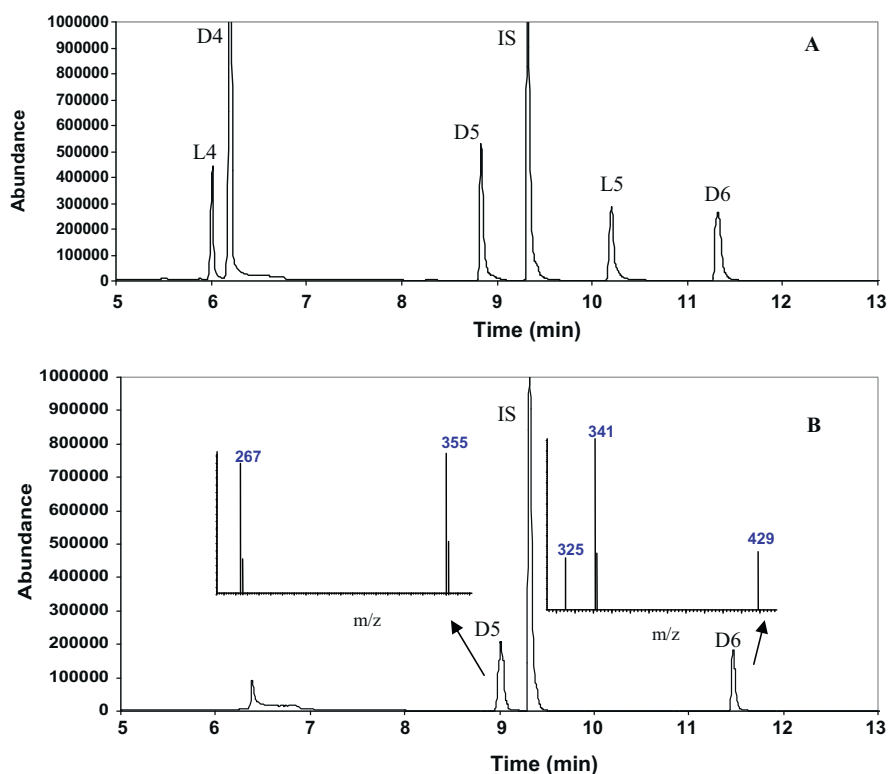 1000000
900000
800000
700000
600000
500000
400000
300000
200000
100000
0
Abundance
D4
IS
A
L4
D5
L5
D6
5 6 7 8 9 10 11 12 13
Time (min)
1000000
900000
800000
700000
600000
500000
400000
300000
200000
100000
0
Abundance
IS
B
267
355
m/z
341
325
429
m/z
D5
D6
5 6 7 8 9 10 11 12 13
Time (min)